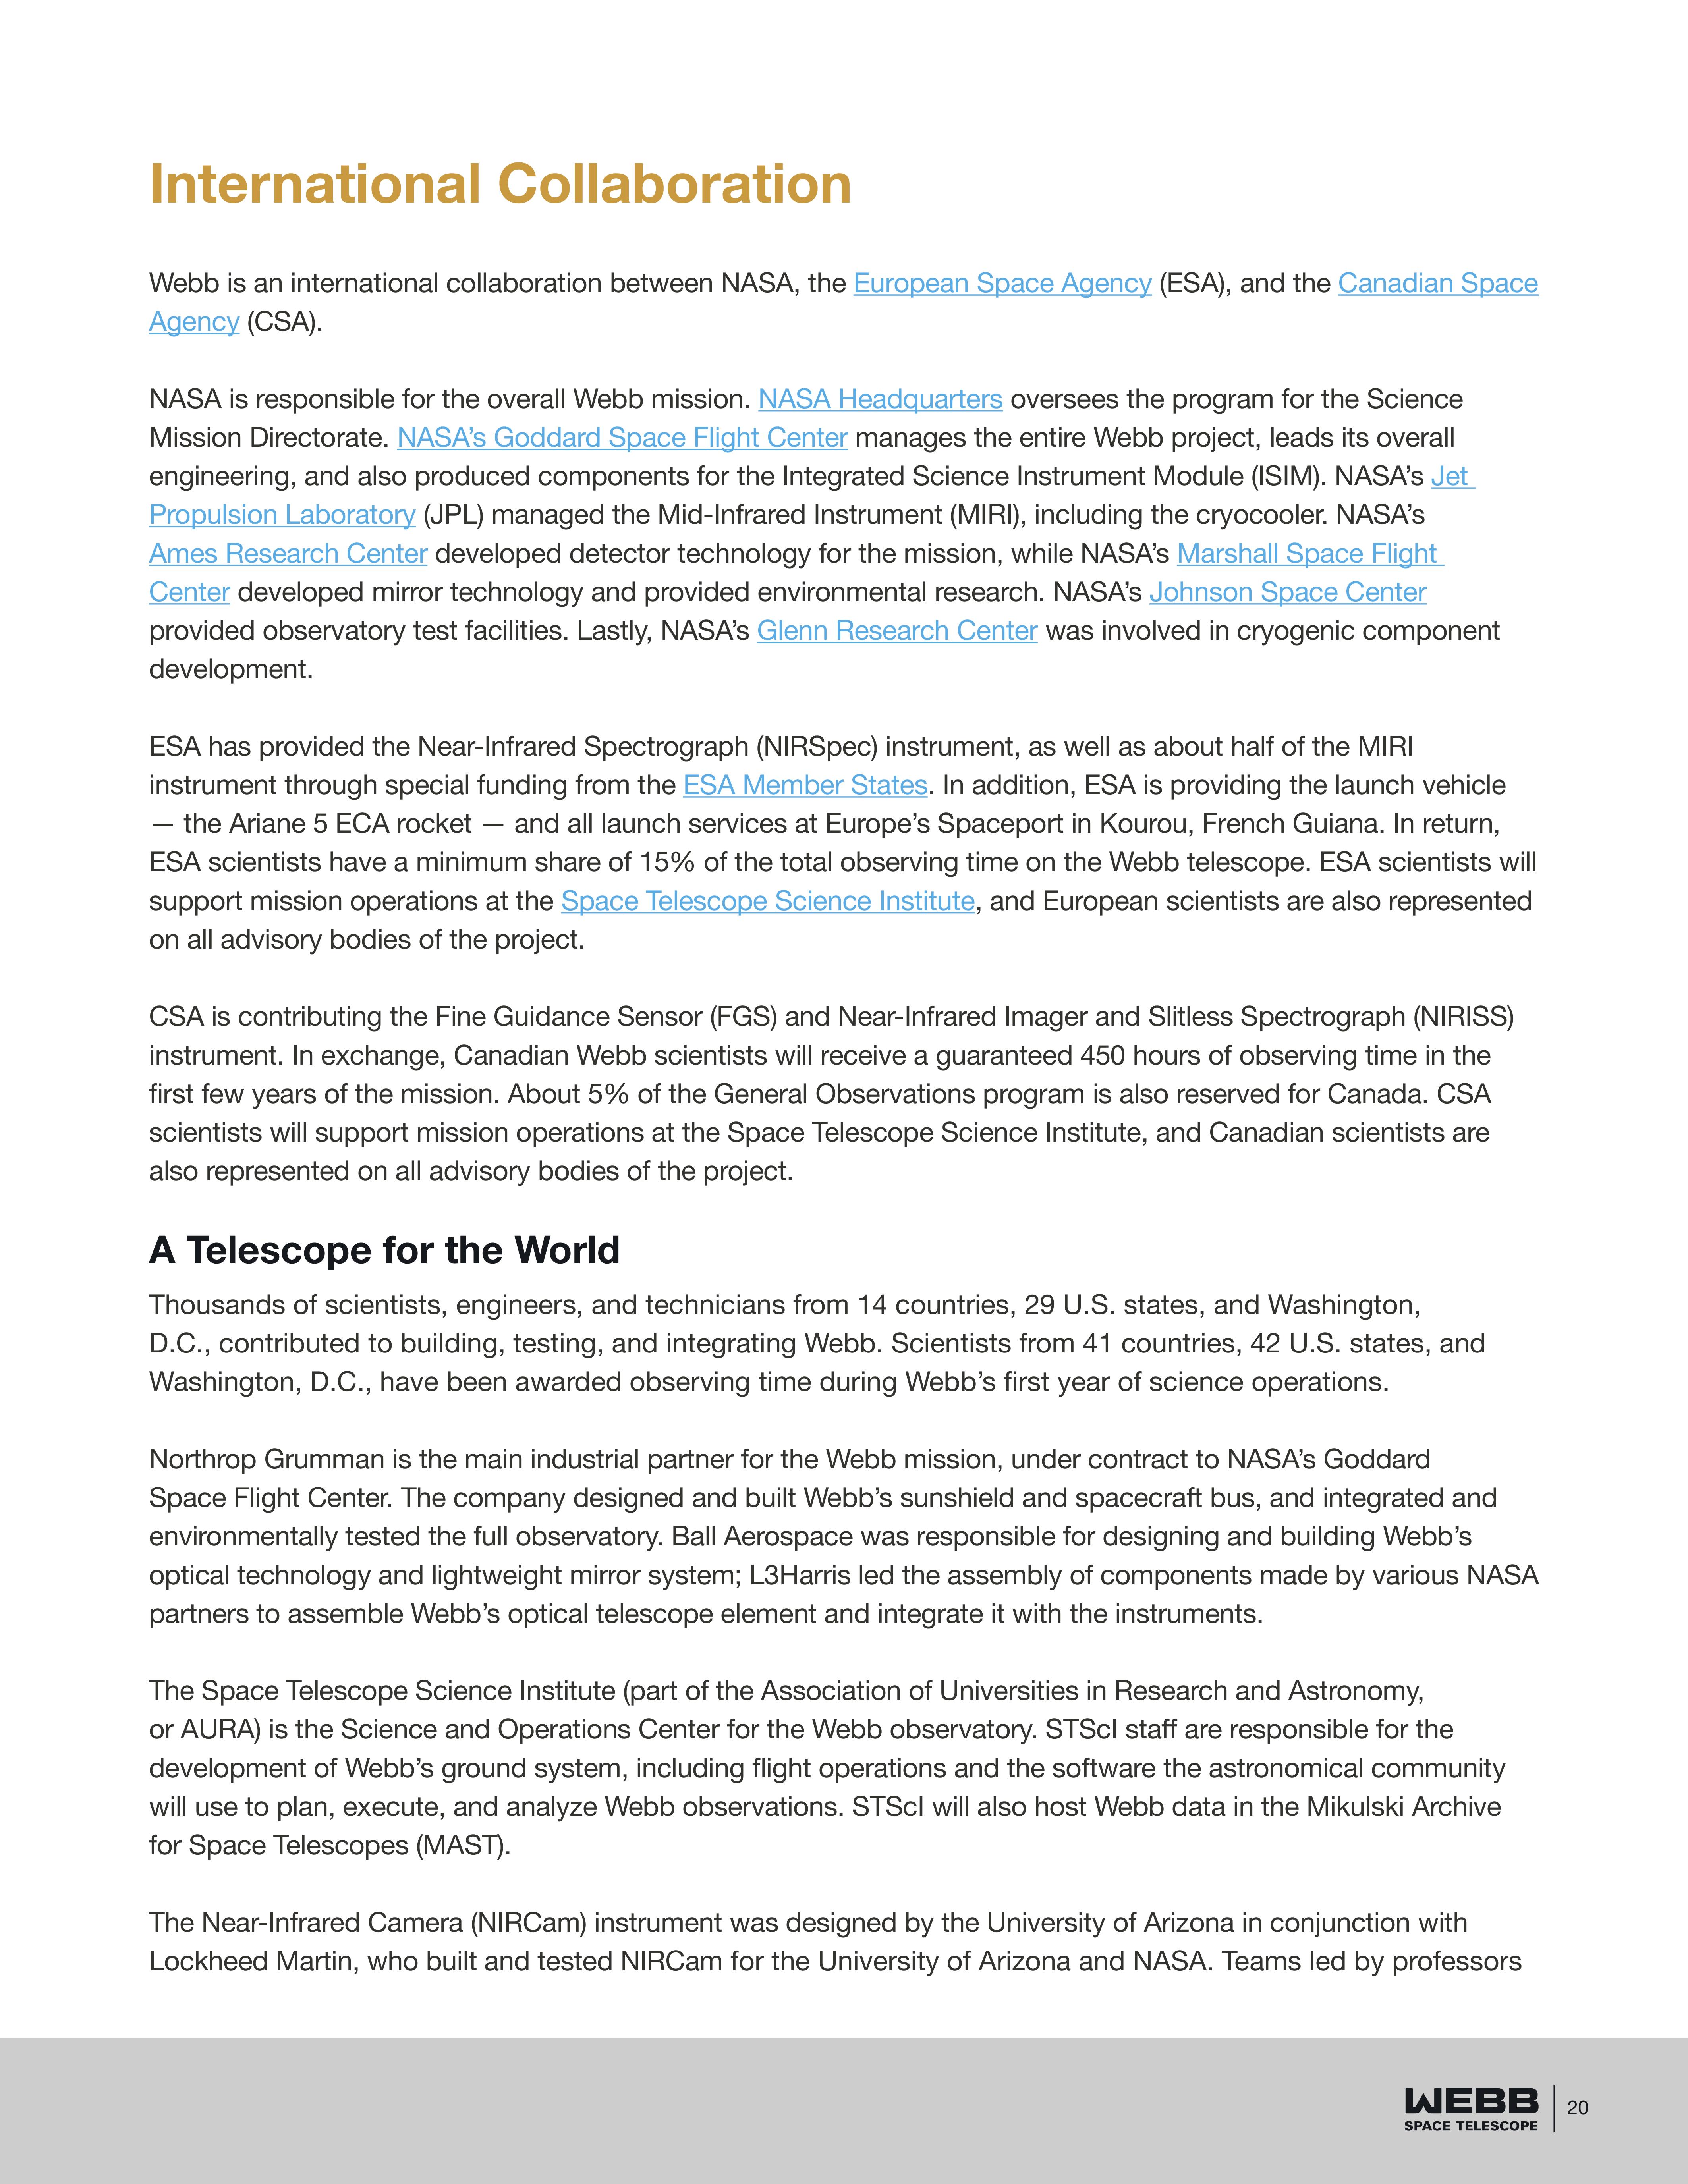 International Collaboration
Webb is an international collaboration between NASA, the European Space Agency (ESA), and the Canadian Space
Agency (CSA).
NASA is responsible for the overall Webb mission. NASA Headquarters oversees the program for the Science
Mission Directorate. NASA’s Goddard Space Flight Center manages the entire Webb project, leads its overall
engineering, and also produced components for the Integrated Science Instrument Module (ISIM). NASA’s Jet
Propulsion Laboratory (JPL) managed the Mid-Infrared Instrument (MIRI), including the cryocooler. NASA’s
Ames Research Center developed detector technology for the mission, while NASA’s Marshall Space Flight
Center developed mirror technology and provided environmental research. NASA’s Johnson Space Center
provided observatory test facilities. Lastly, NASA’s Glenn Research Center was involved in cryogenic component
development.
ESA has provided the Near-Infrared Spectrograph (NIRSpec) instrument, as well as about half of the MIRI
instrument through special funding from the ESA Member States. In addition, ESA is providing the launch vehicle
— the Ariane 5 ECA rocket — and all launch services at Europe’s Spaceport in Kourou, French Guiana. In return,
ESA scientists have a minimum share of 15% of the total observing time on the Webb telescope. ESA scientists will
support mission operations at the Space Telescope Science Institute, and European scientists are also represented
on all advisory bodies of the project.
CSA is contributing the Fine Guidance Sensor (FGS) and Near-Infrared Imager and Slitless Spectrograph (NIRISS)
instrument. In exchange, Canadian Webb scientists will receive a guaranteed 450 hours of observing time in the
first few years of the mission. About 5% of the General Observations program is also reserved for Canada. CSA
scientists will support mission operations at the Space Telescope Science Institute, and Canadian scientists are
also represented on all advisory bodies of the project.
A Telescope for the World
Thousands of scientists, engineers, and technicians from 14 countries, 29 U.S. states, and Washington,
D.C., contributed to building, testing, and integrating Webb. Scientists from 41 countries, 42 U.S. states, and
Washington, D.C., have been awarded observing time during Webb’s first year of science operations.
Northrop Grumman is the main industrial partner for the Webb mission, under contract to NASA’s Goddard
Space Flight Center. The company designed and built Webb’s sunshield and spacecraft bus, and integrated and
environmentally tested the full observatory. Ball Aerospace was responsible for designing and building Webb’s
optical technology and lightweight mirror system; L3Harris led the assembly of components made by various NASA
partners to assemble Webb’s optical telescope element and integrate it with the instruments.
The Space Telescope Science Institute (part of the Association of Universities in Research and Astronomy,
or AURA) is the Science and Operations Center for the Webb observatory. STScI staff are responsible for the
development of Webb’s ground system, including flight operations and the software the astronomical community
will use to plan, execute, and analyze Webb observations. STScI will also host Webb data in the Mikulski Archive
for Space Telescopes (MAST).
The Near-Infrared Camera (NIRCam) instrument was designed by the University of Arizona in conjunction with
Lockheed Martin, who built and tested NIRCam for the University of Arizona and NASA. Teams led by professors
WEBB
SPACE TELESCOPE
20